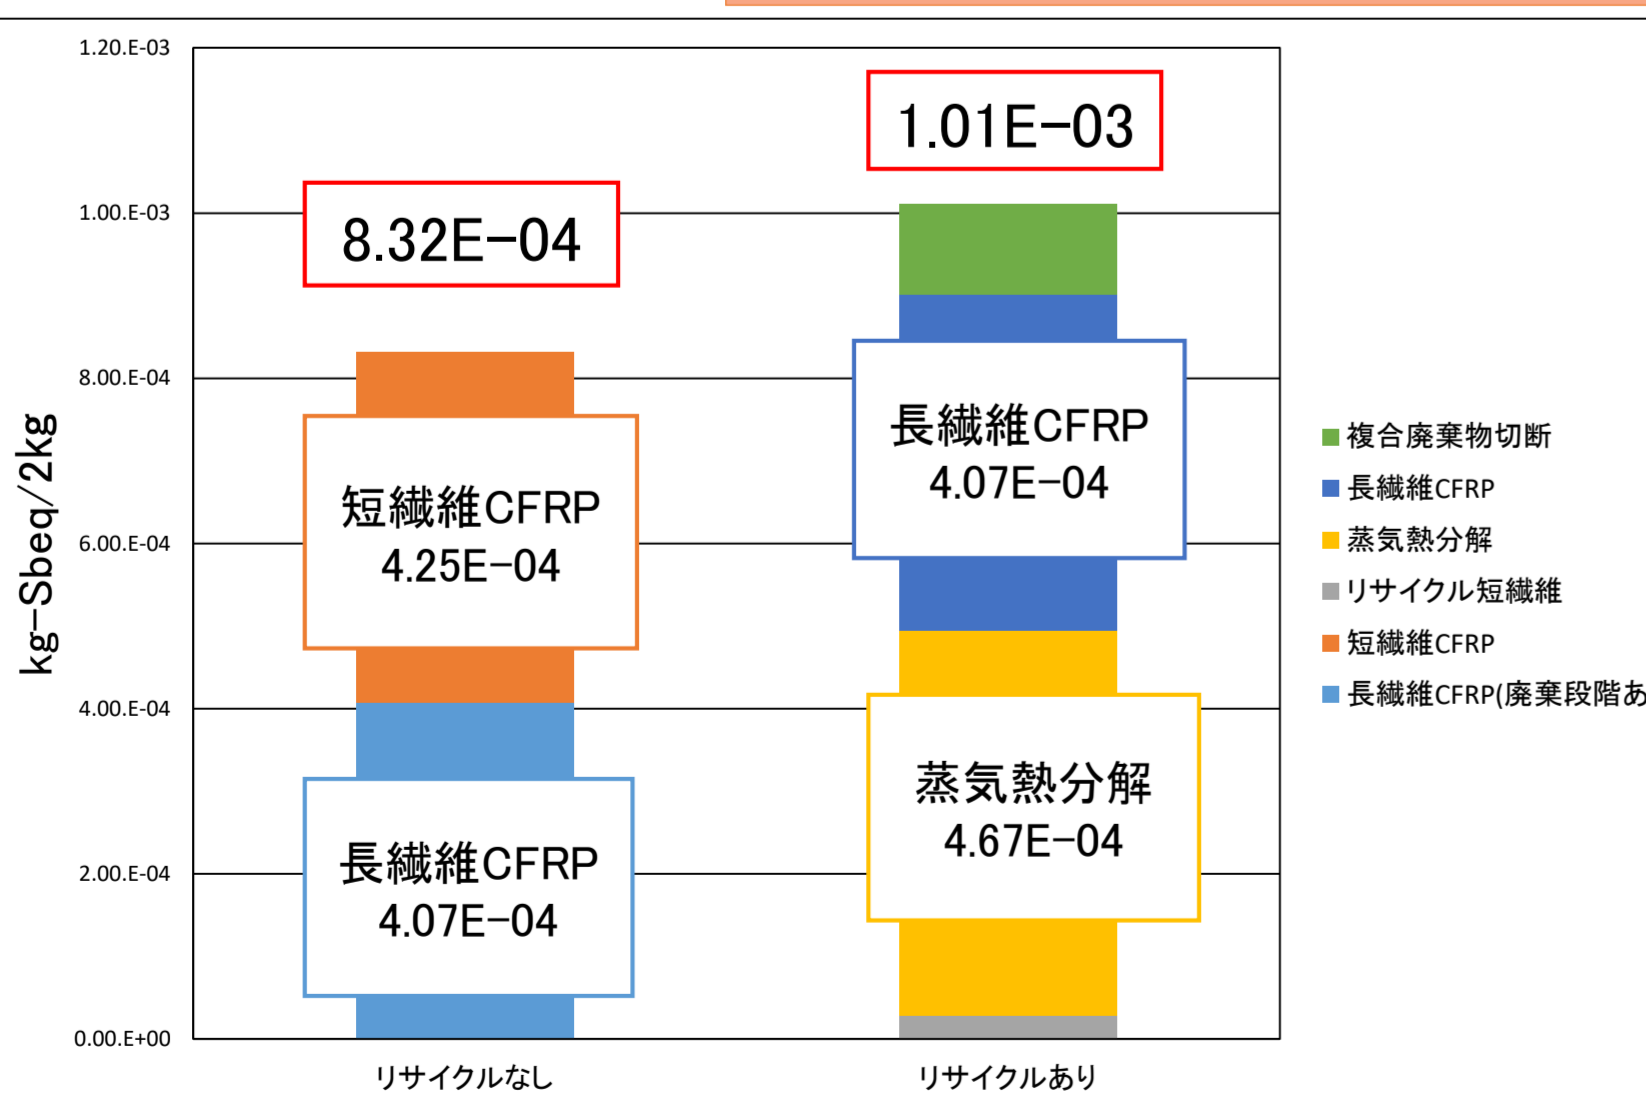 kg-Sbeq/2kg
1.20.E-03
1.00.E-03
8.00.E-04
6.00.E-04
4.00.E-04
2.00.E-04
0.00.E+00
8.32E-04
短繊維CFRP
4.25E-04
長繊維CFRP
4.07E-04
リサイクルなし
1.01E-03
長繊維CFRP
4.07E-04
蒸気熱分解
4.67E-04
リサイクルあり
複合廃棄物切断
長繊維CFRP
蒸気熱分解
リサイクル短繊維
短繊維CFRP
長繊維CFRP(廃棄段階あ